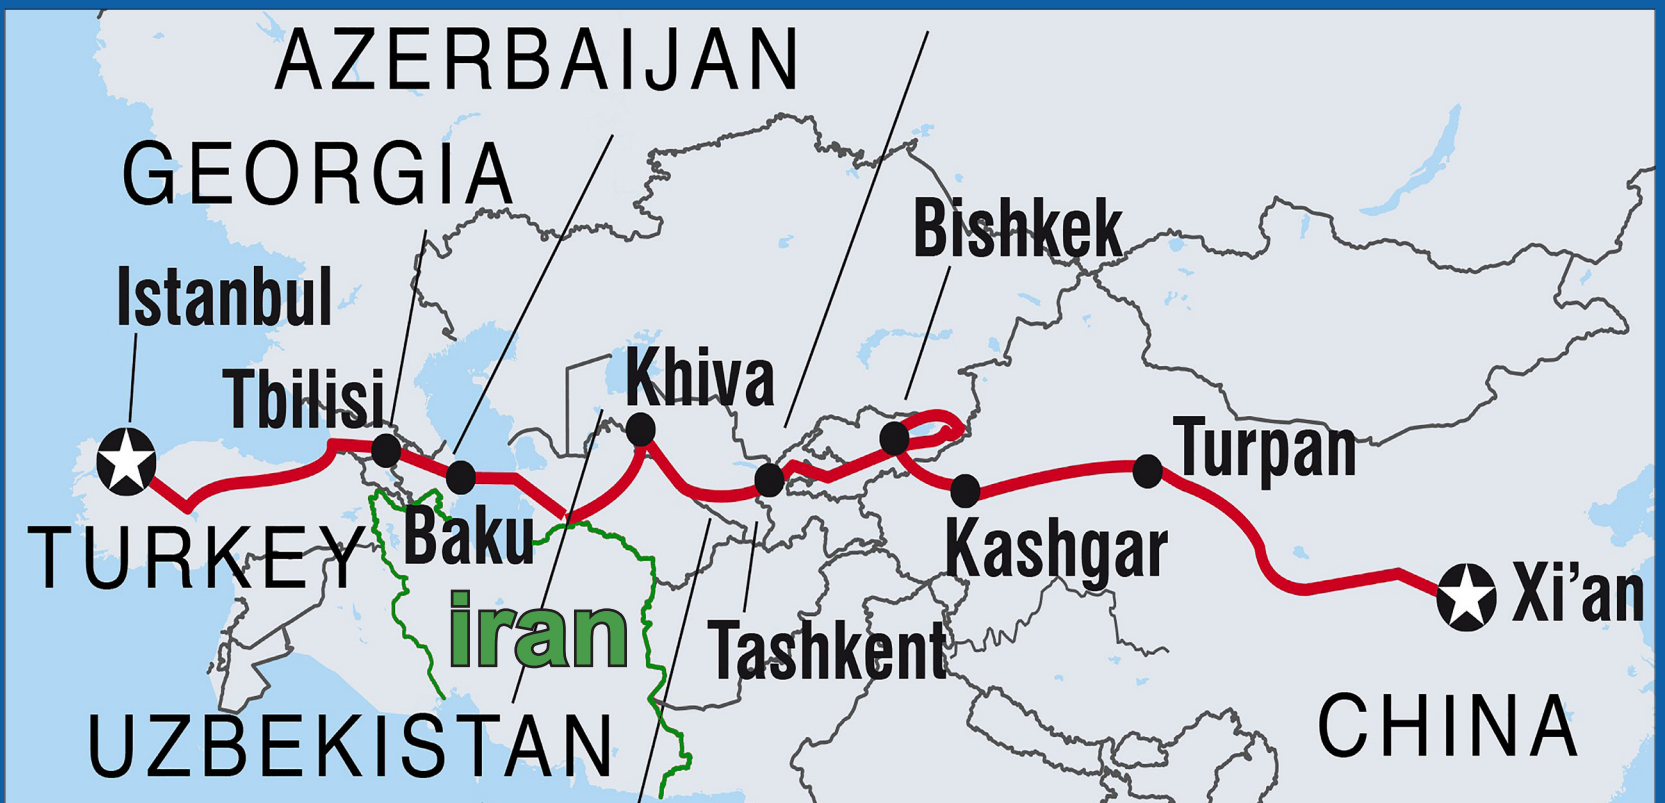 AZERBAIJAN
GEORGIA
Bishkek
Istanbul
Khiva
Tbilisi
Turpan
TURKEY
Baku
Kashgar
iran
Xi'an
Tashkent
CHINA
UZBEKISTAN